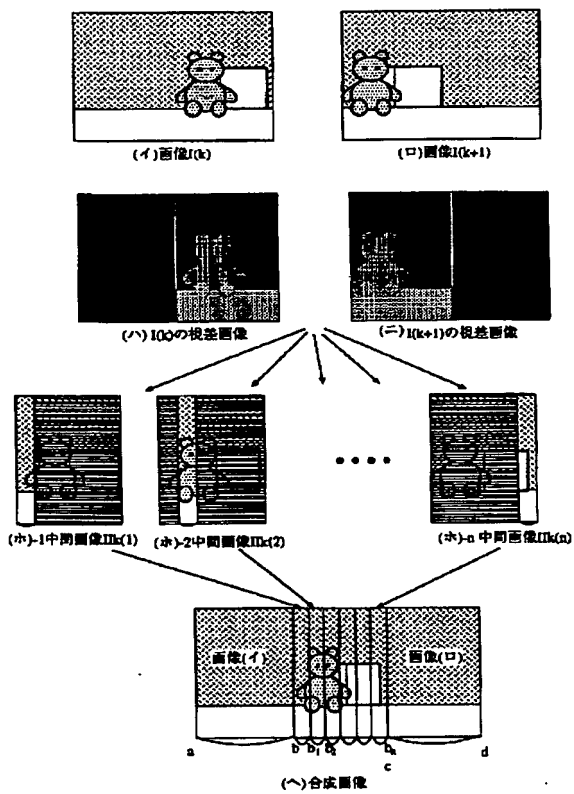 (イ)画像I(k)
(ロ)画像I(k+1)
(ハ) I(k)の視差画像
(ニ) I(k+1)の視差画像
(ホ)-1中間画像IIk(1)
(ホ)-2中間画像IIk(2)
(ホ)-n 中間画像IIk(n)
画像(イ)
画像(ロ)
a b b1 b2 bn d
c
(ヘ)合成画像